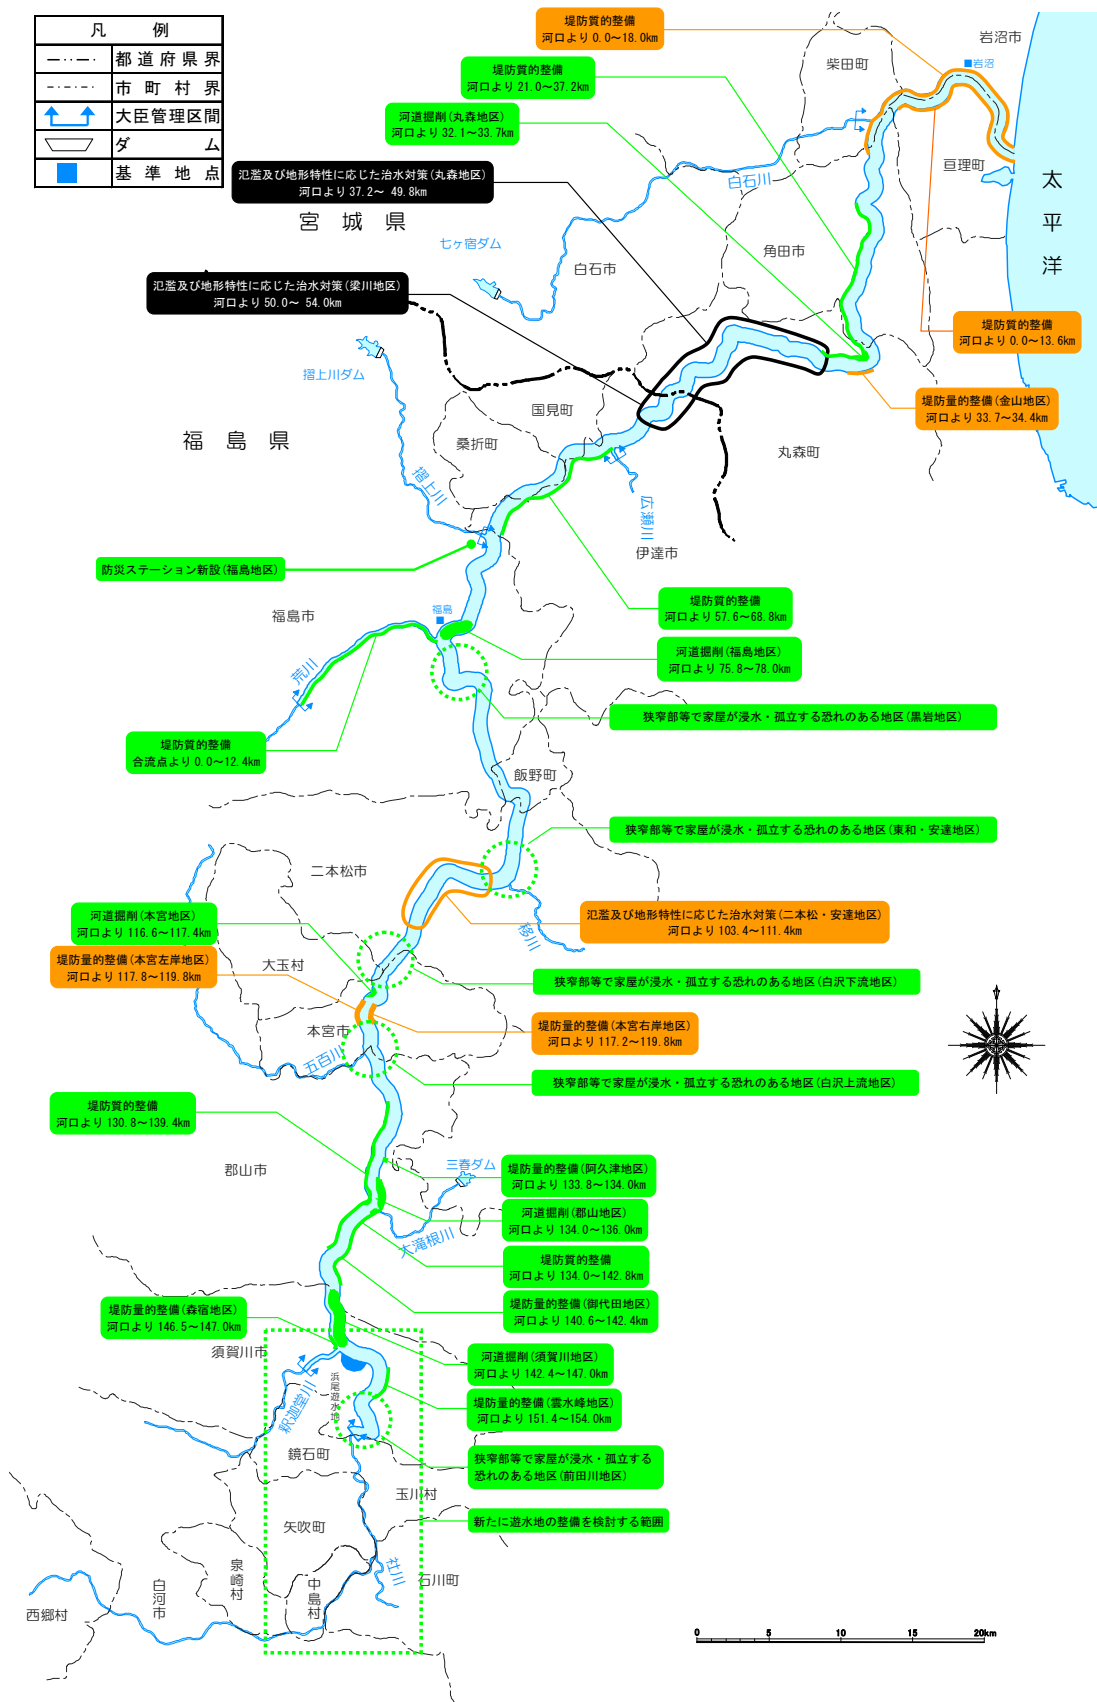 凡　例
都道府県界
市町村界
大臣管理区間
ダム
基準地点
堤防質的整備
河口より 0.0～18.0km
岩沼市
柴田町
岩沼
堤防質的整備
河口より 21.0～37.2km
河道掘削(丸森地区)
河口より 32.1～33.7km
亘理町
氾濫及び地形特性に応じた治水対策(丸森地区)
河口より 37.2～ 49.8km
白石川
太平洋
宮城県
七ヶ宿ダム
角田市
白石市
氾濫及び地形特性に応じた治水対策(梁川地区)
河口より 50.0～ 54.0km
堤防質的整備
河口より 0.0～13.6km
摺上川ダム
国見町
堤防量的整備(金山地区)
河口より 33.7～34.4km
福島県
桑折町
丸森町
摺上川
広瀬川
伊達市
防災ステーション新設(福島地区)
堤防質的整備
河口より 57.6～68.8km
福島市
福島
河道掘削(福島地区)
河口より 75.8～78.0km
荒川
狭窄部等で家屋が浸水・孤立する恐れのある地区(黒岩地区)
堤防質的整備
合流点より 0.0～12.4km
飯野町
狭窄部等で家屋が浸水・孤立する恐れのある地区(東和・安達地区)
二本松市
河道掘削(本宮地区)
河口より 116.6～117.4km
氾濫及び地形特性に応じた治水対策(二本松・安達地区)
河口より 103.4～111.4km
移川
堤防量的整備(本宮左岸地区)
河口より 117.8～119.8km
大玉村
狭窄部等で家屋が浸水・孤立する恐れのある地区(白沢下流地区)
本宮市
堤防量的整備(本宮右岸地区)
河口より 117.2～119.8km
五百川
狭窄部等で家屋が浸水・孤立する恐れのある地区(白沢上流地区)
堤防質的整備
河口より 130.8～139.4km
郡山市
三春ダム
堤防量的整備(阿久津地区)
河口より 133.8～134.0km
河道掘削(郡山地区)
河口より 134.0～136.0km
大滝根川
堤防質的整備
河口より 134.0～142.8km
堤防量的整備(御代田地区)
河口より 140.6～142.4km
堤防量的整備(森宿地区)
河口より 146.5～147.0km
須賀川市
河道掘削(須賀川地区)
河口より 142.4～147.0km
浜尾遊水地
釈迦堂川
堤防量的整備(雲水峰地区)
河口より 151.4～154.0km
鏡石町
狭窄部等で家屋が浸水・孤立する
恐れのある地区(前田川地区)
玉川村
新たに遊水地の整備を検討する範囲
矢吹町
社川
石川町
泉崎村
中島村
白河市
西郷村
0 5 10 15 20km